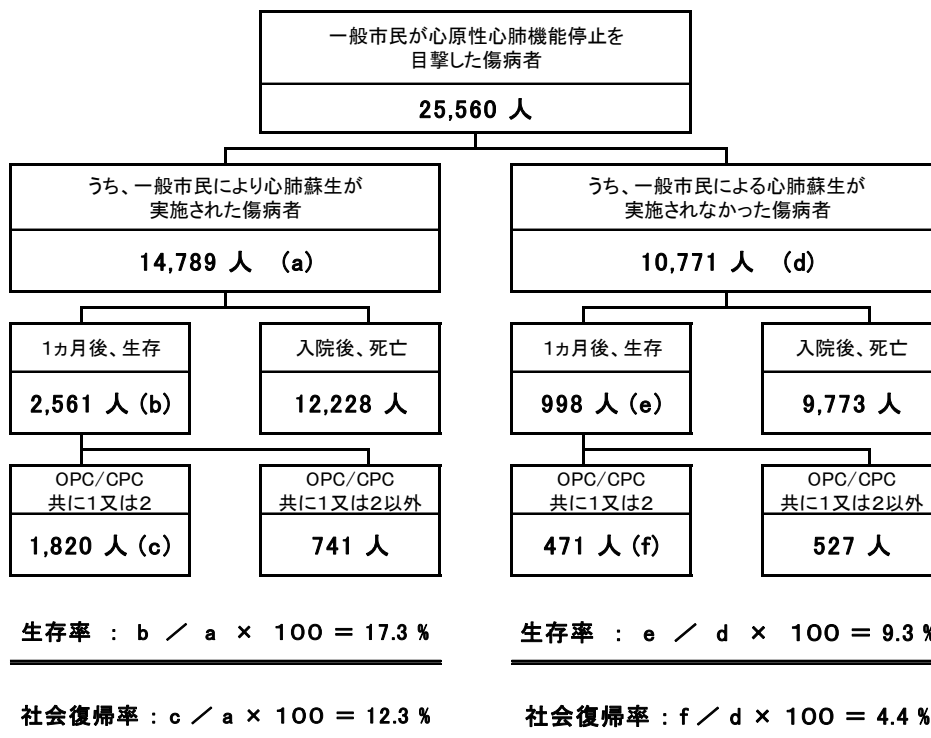 一般市民が心原性心肺機能停止を
目撃した傷病者
25,560 人
うち、一般市民により心肺蘇生が
実施された傷病者
14,789 人 (a)
うち、一般市民による心肺蘇生が
実施されなかった傷病者
10,771 人 (d)
1ヵ月後、生存
2,561 人 (b)
入院後、死亡
12,228 人
1ヵ月後、生存
998 人 (e)
入院後、死亡
9,773 人
OPC/CPC
共に1又は2
1,820 人 (c)
OPC/CPC
共に1又は2以外
741 人
OPC/CPC
共に1又は2
471 人 (f)
OPC/CPC
共に1又は2以外
527 人
生存率 : b / a × 100 = 17.3 %
生存率 : e / d × 100 = 9.3 %
社会復帰率 : c / a × 100 = 12.3 %
社会復帰率 : f / d × 100 = 4.4 %